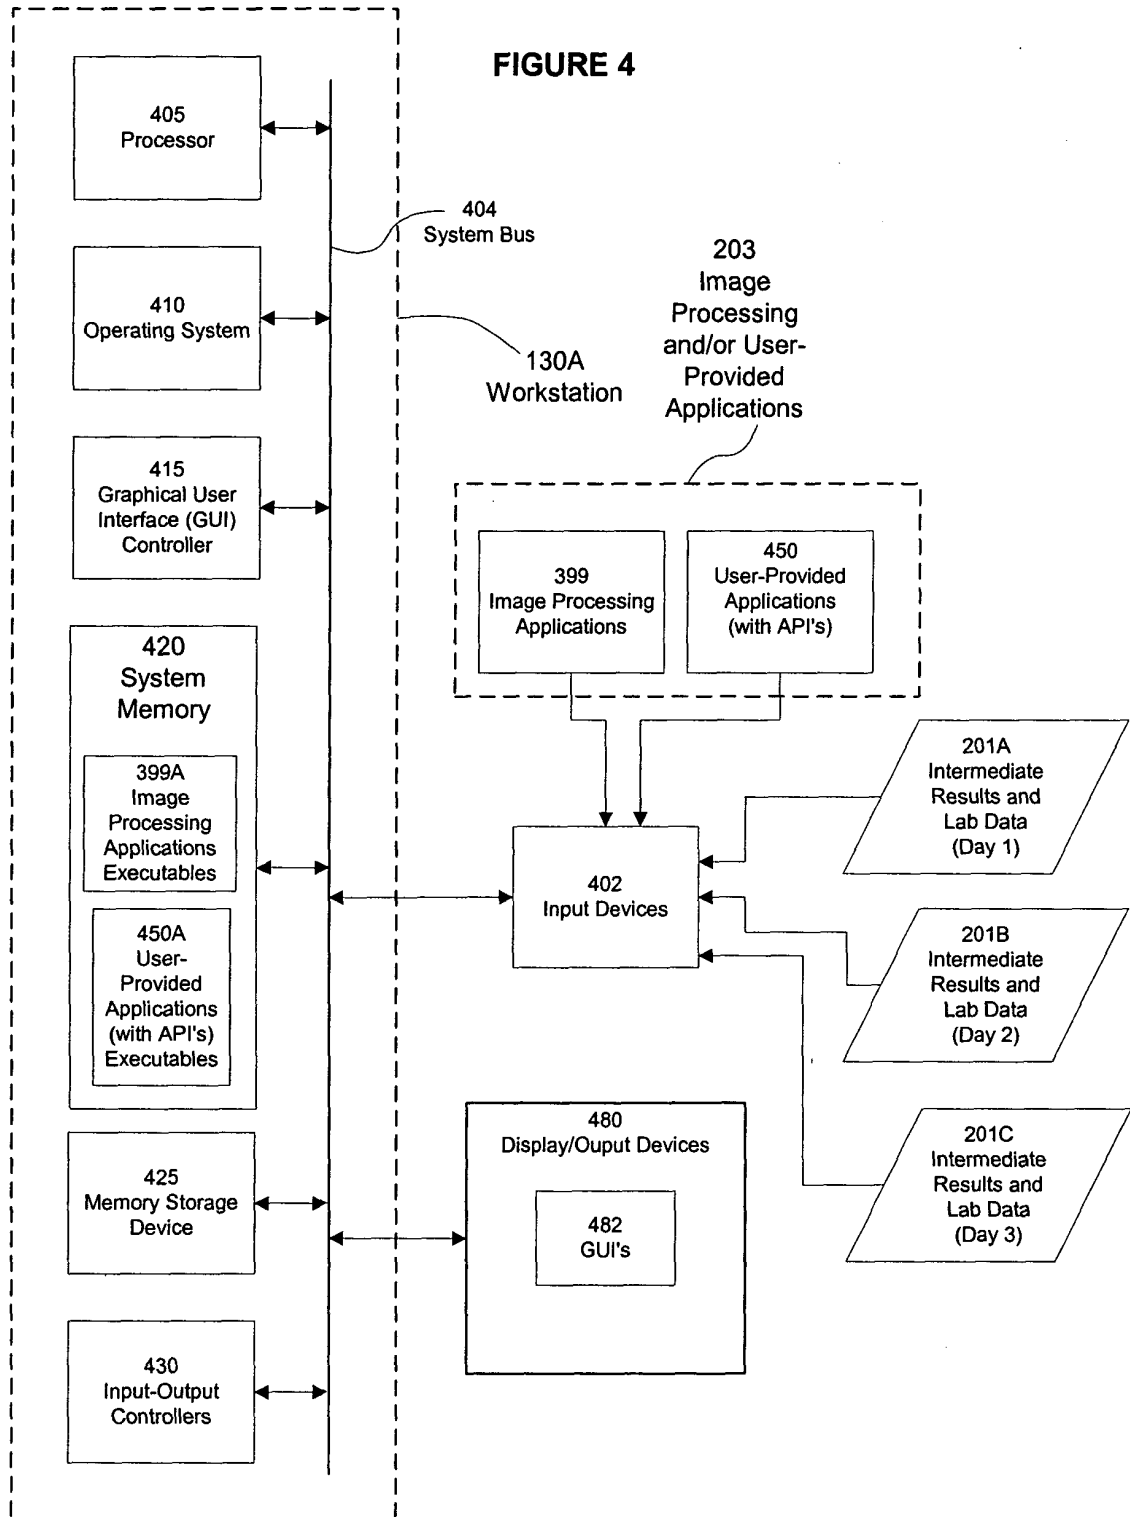 FIGURE 4
405
Processor
404
System Bus
410
Operating System
130A
Workstation
203
Image
Processing
and/or User-
Provided
Applications
415
Graphical User
Interface (GUI)
Controller
399
Image Processing
Applications
450
User-Provided
Applications
(with API's)
420
System
Memory
399A
Image
Processing
Applications
Executables
450A
User-
Provided
Applications
(with API's)
Executables
402
Input Devices
201A
Intermediate
Results and
Lab Data
(Day 1)
201B
Intermediate
Results and
Lab Data
(Day 2)
201C
Intermediate
Results and
Lab Data
(Day 3)
425
Memory Storage
Device
480
Display/Ouput Devices
482
GUI's
430
Input-Output
Controllers